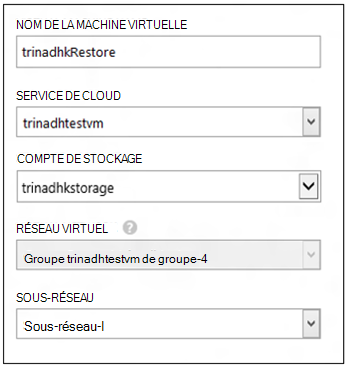 NOM DE LA MACHINE VIRTUELLE
trinadhkRestore
SERVICE DE CLOUD
trinadhtestvm
COMPTE DE STOCKAGE
trinadhkstorage
RÉSEAU VIRTUEL ?
Groupe trinadhtestvm de groupe-4
SOUS-RÉSEAU
Sous-réseau-l